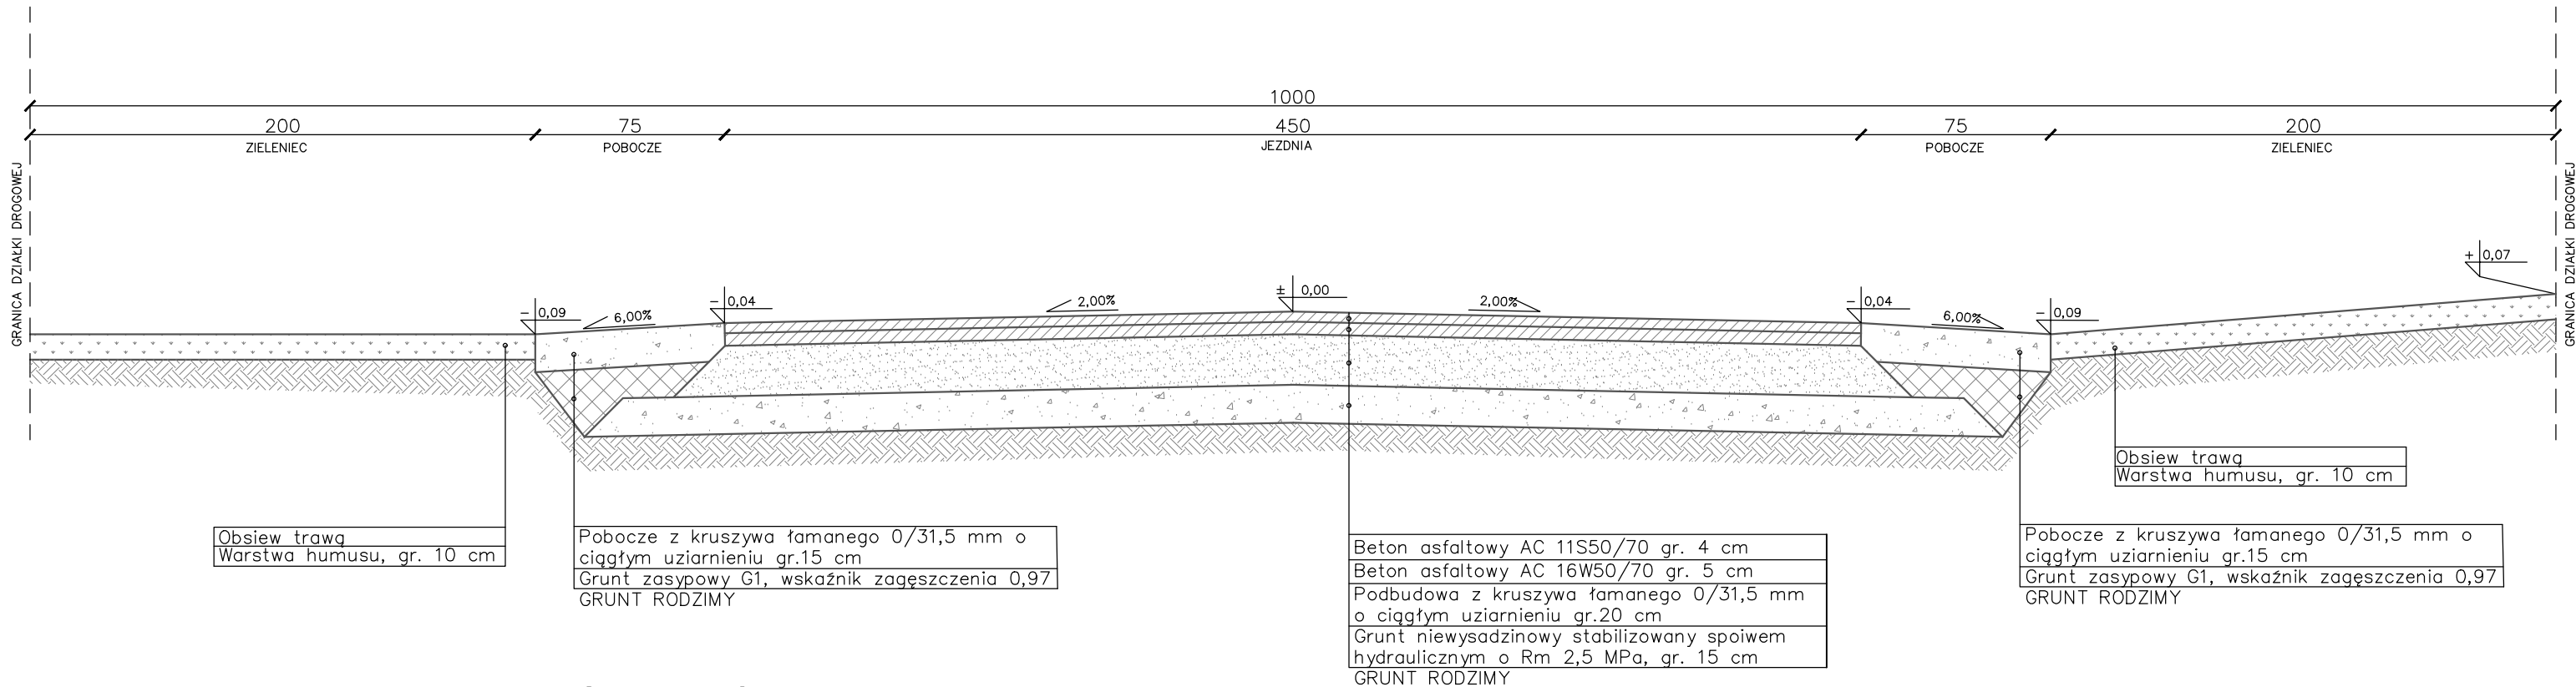 1000
200
75
450
75
200
ZIELENIEC
POBOCZE
JEZDNIA
POBOCZE
ZIELENIEC
GRANICA DZIAŁKI DROGOWEJ
GRANICA DZIAŁKI DROGOWEJ
- 0,09
6,00%
- 0,04
2,00%
± 0,00
2,00%
- 0,04
6,00%
- 0,09
+ 0,07
Obsiew trawą
Warstwa humusu, gr. 10 cm
Pobocze z kruszywa łamanego 0/31,5 mm o
ciągłym uziarnieniu gr.15 cm
Grunt zasypowy G1, wskaźnik zagęszczenia 0,97
GRUNT RODZIMY
Beton asfaltowy AC 11S50/70 gr. 4 cm
Beton asfaltowy AC 16W50/70 gr. 5 cm
Podbudowa z kruszywa łamanego 0/31,5 mm
o ciągłym uziarnieniu gr.20 cm
Grunt niewysadzinowy stabilizowany spoiwem
hydraulicznym o Rm 2,5 MPa, gr. 15 cm
GRUNT RODZIMY
Obsiew trawą
Warstwa humusu, gr. 10 cm
Pobocze z kruszywa łamanego 0/31,5 mm o
ciągłym uziarnieniu gr.15 cm
Grunt zasypowy G1, wskaźnik zagęszczenia 0,97
GRUNT RODZIMY